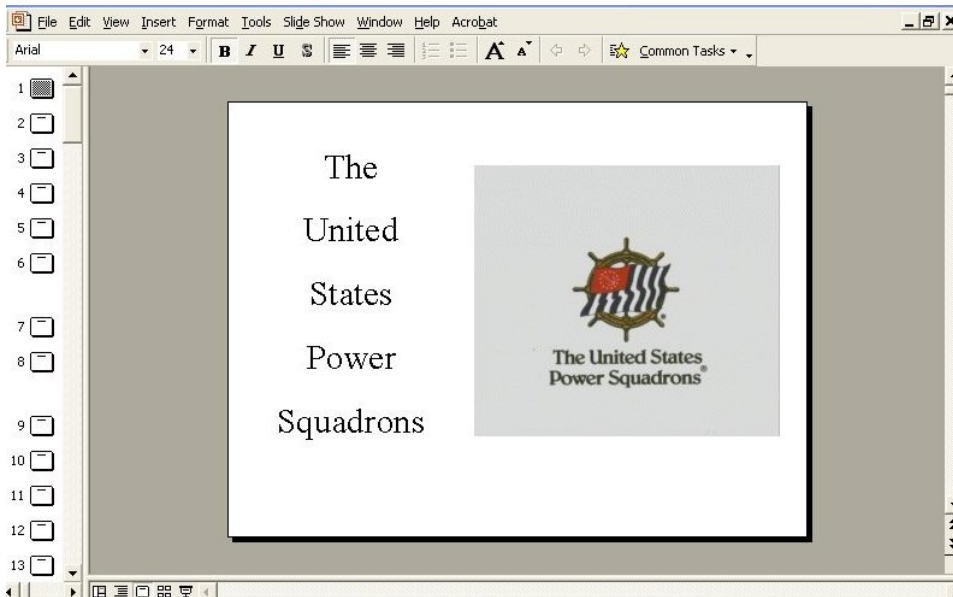 File Edit View Insert Format Tools Slide Show Window Help Acrobat
Arial 24 B I U S A A Common Tasks
1
2
3
4
5
6
7
8
9
10
11
12
13
The
United
States
Power
Squadrons
The United States
Power Squadrons®